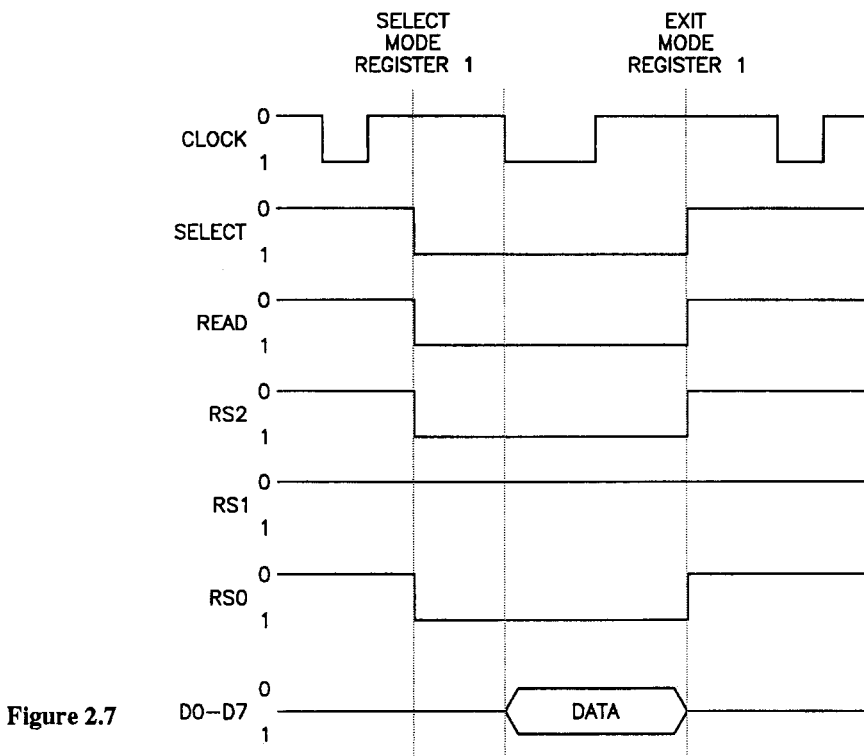 SELECT
MODE
REGISTER 1
EXIT
MODE
REGISTER 1
0
CLOCK
1
0
SELECT
1
0
READ
1
0
RS2
1
0
RS1
1
0
RS0
1
0
Figure 2.7 D0–D7 DATA
1